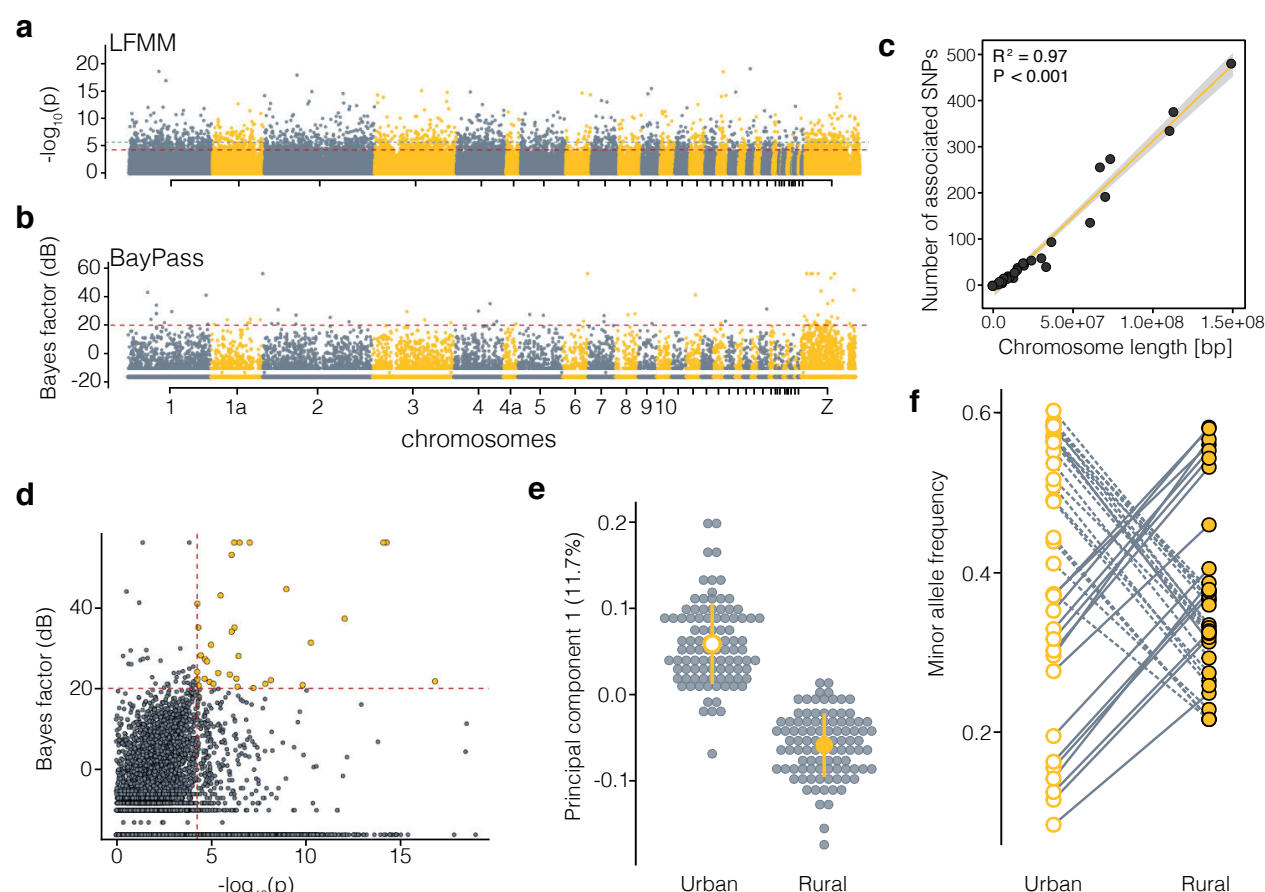 a
LFMM
-log10(p)
20
15
10
5
0
b
BayPass
Bayes factor (dB)
60
40
20
0
-20
1
1a
2
3
4
4a
5
6
7
8
9
10
Z
chromosomes
c
R² = 0.97
P < 0.001
Number of associated SNPs
500
400
300
200
100
0
0.0
5.0e+07
1.0e+08
1.5e+08
Chromosome length [bp]
d
Bayes factor (dB)
40
20
0
0
5
10
15
-log10(p)
e
Principal component 1 (11.7%)
0.2
0.1
0.0
-0.1
Urban
Rural
f
Minor allele frequency
0.6
0.4
0.2
Urban
Rural